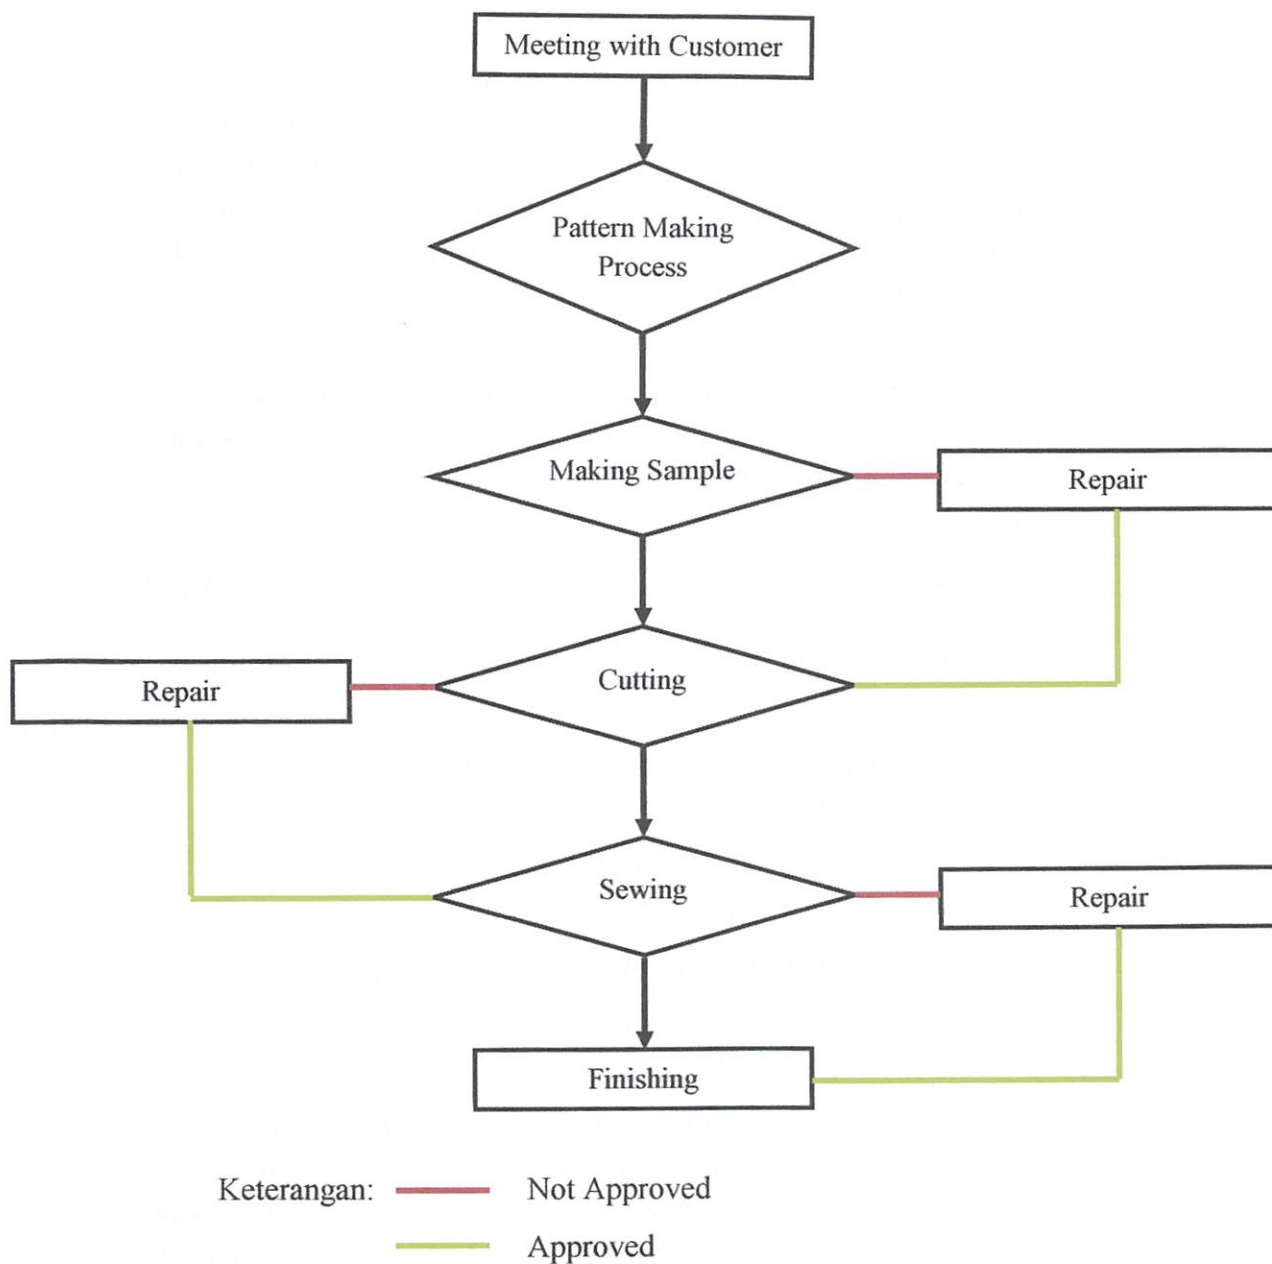 Meeting with Customer
Pattern Making
Process
Making Sample
Repair
Cutting
Repair
Sewing
Repair
Finishing
Keterangan:
Not Approved
Approved